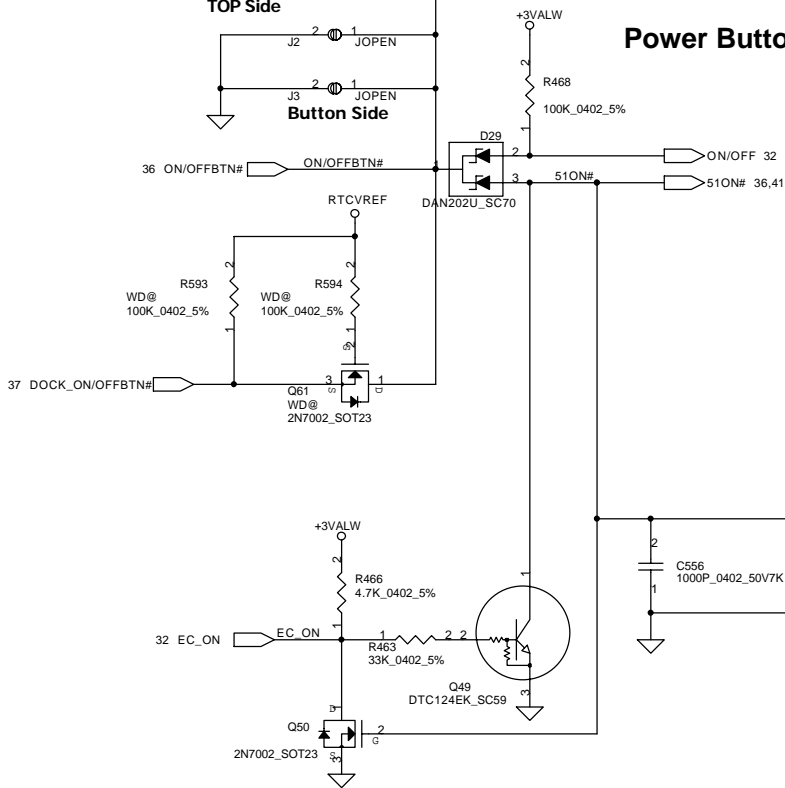 TOP Side
2 1
J2 JOPEN
2 1
J3 JOPEN
Button Side
+3VALW
Power Butto
2
R468
100K_0402_5%
1
D29
36 ON/OFFBTN# ON/OFFBTN# 1
2 ON/OFF 32
3 51ON# 51ON# 36,41
DAN202U_SC70
RTCVREF
2 2
R593 R594
WD@ WD@
100K_0402_5% 100K_0402_5%
1 1
2 G
37 DOCK_ON/OFFBTN# 3 S 1 D
Q61
WD@
2N7002_SOT23
+3VALW
2
R466
4.7K_0402_5%
1
1
2
C556
1000P_0402_50V7K
1
32 EC_ON EC_ON 1 2 2
R463
33K_0402_5%
Q49
DTC124EK_SC59
3
D 1
Q50 2
G
2N7002_SOT23
S 3